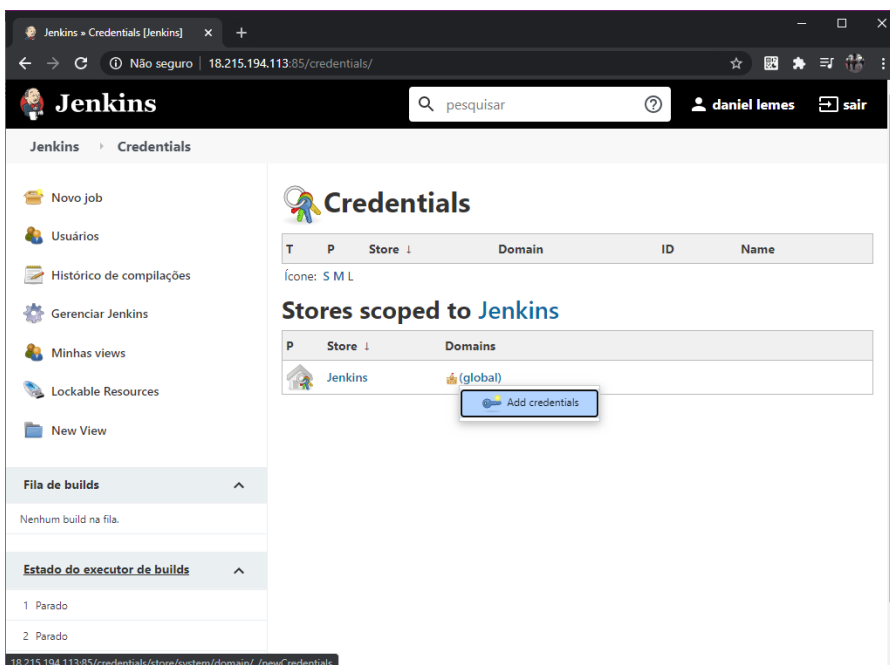 Jenkins » Credentials [Jenkins]
Não seguro | 18.215.194.113:85/credentials/
Jenkins
pesquisar
daniel lemes
sair
Jenkins Credentials
Novo job
Usuários
Histórico de compilações
Gerenciar Jenkins
Minhas views
Lockable Resources
New View
Fila de builds
Nenhum build na fila.
Estado do executor de builds
1 Parado
2 Parado
Credentials
T P Store ↓ Domain ID Name
Ícone: S M L
Stores scoped to Jenkins
P Store ↓ Domains
Jenkins (global)
Add credentials
18.215.194.113:85/credentials/store/system/domain/_/newCredentials